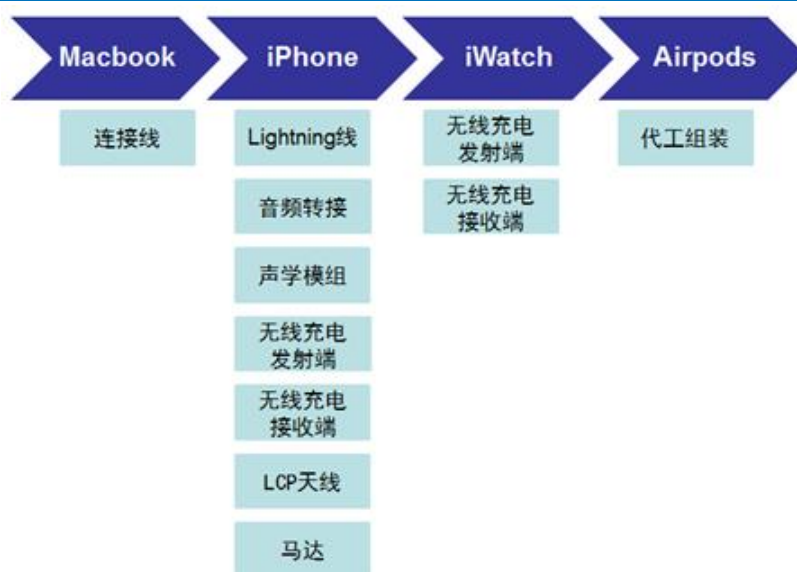 Macbook
iPhone
iWatch
Airpods
连接线
Lightning线
音频转接
声学模组
无线充电
发射端
无线充电
接收端
LCP天线
马达
无线充电
发射端
无线充电
接收端
代工组装